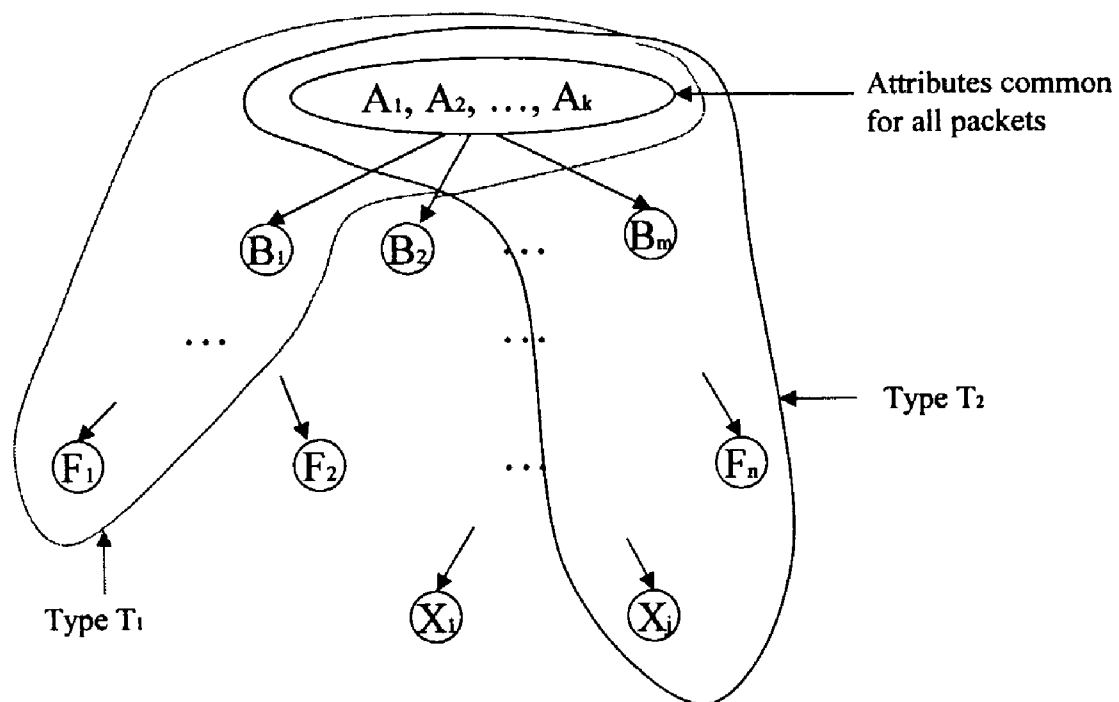 A₁, A₂, ..., Aₖ
Attributes common
for all packets
B₁
B₂
...
Bₘ
...
...
Type T₂
F₁
F₂
...
Fₙ
Type T₁
X₁
Xⱼ